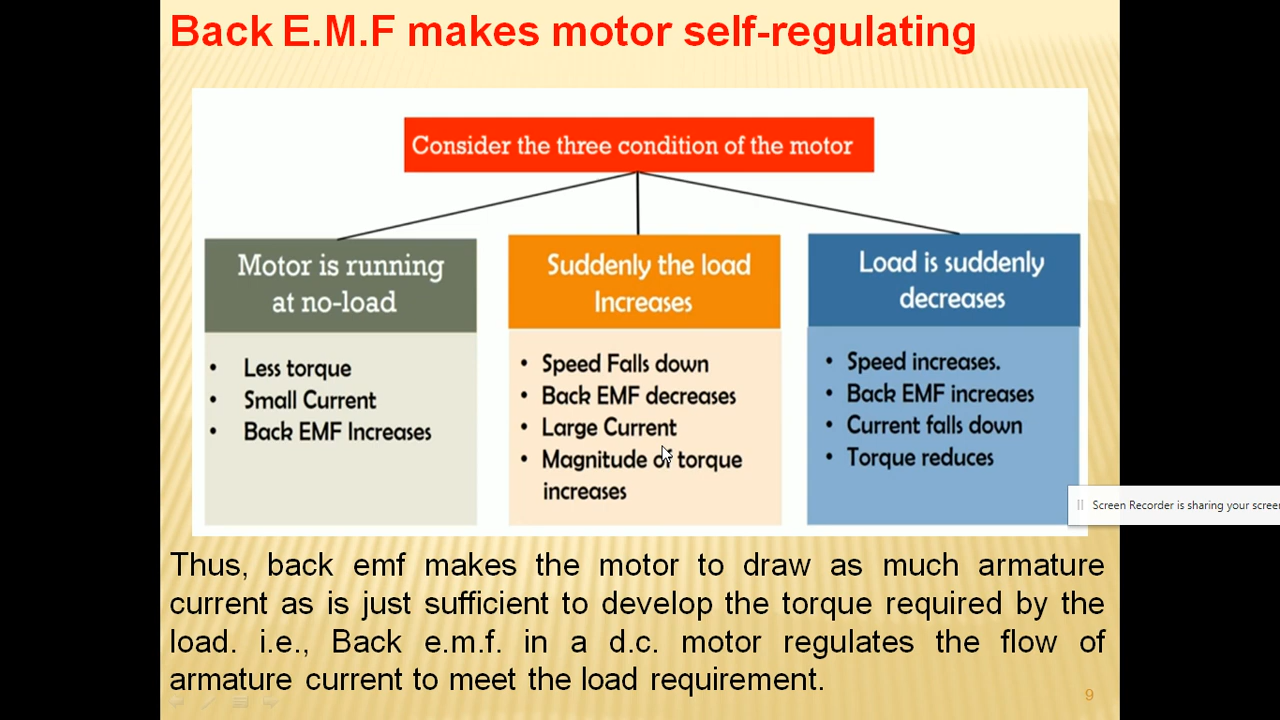 Back E.M.F makes motor self-regulating
Consider the three condition of the motor
Motor is running
at no-load
• Less torque
• Small Current
• Back EMF Increases
Suddenly the load
Increases
• Speed Falls down
• Back EMF decreases
• Large Current
• Magnitude of torque
increases
Load is suddenly
decreases
• Speed increases.
• Back EMF increases
• Current falls down
• Torque reduces
Screen Recorder is sharing your screen
Thus, back emf makes the motor to draw as much armature
current as is just sufficient to develop the torque required by the
load. i.e., Back e.m.f. in a d.c. motor regulates the flow of
armature current to meet the load requirement.
9